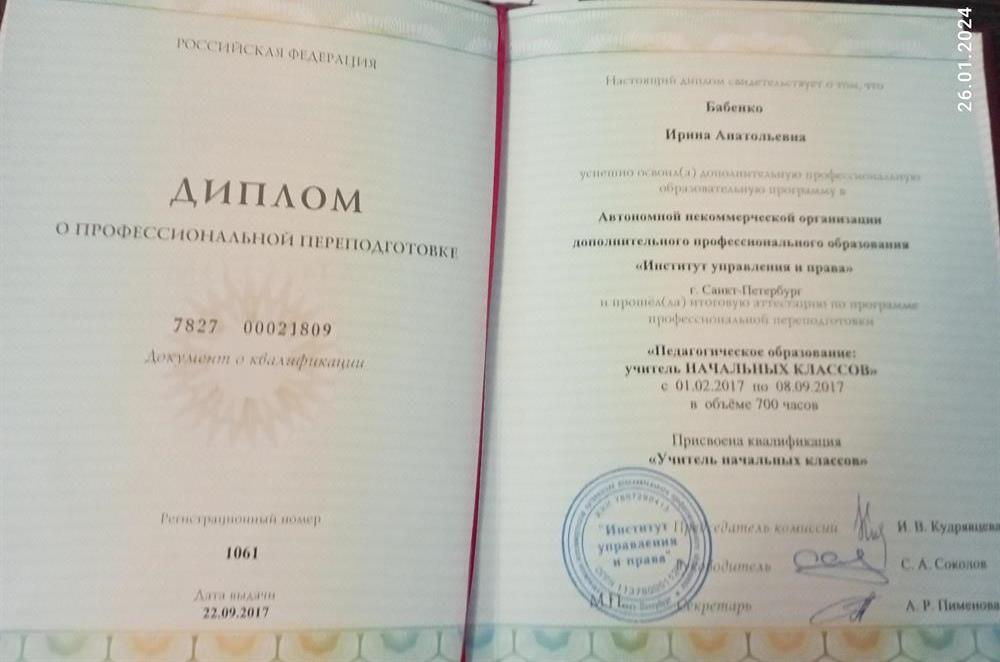 РОССИЙСКАЯ ФЕДЕРАЦИЯ
ДИПЛОМ
О ПРОФЕССИОНАЛЬНОЙ ПЕРЕПОДГОТОВКЕ
7827 00021809
Документ о квалификации
Регистрационный номер
1061
Дата выдачи
22.09.2017
26.01.2024
Настоящий диплом свидетельствует о том, что
Бабенко
Ирина Анатольевна
успешно освоил(а) дополнительную профессиональную
образовательную программу в
Автономной некоммерческой организации
дополнительного профессионального образования
«Институт управления и права»
г. Санкт-Петербург
и прошёл(ла) итоговую аттестацию по программе
профессиональной переподготовки
«Педагогическое образование:
учитель НАЧАЛЬНЫХ КЛАССОВ»
с 01.02.2017 по 08.09.2017
в объёме 700 часов
Присвоена квалификация
«Учитель начальных классов»
Председатель комиссии И. В. Кудрявцева
Руководитель С. А. Соколов
М.П. Секретарь А. Р. Пименова
"Институт
управления
и права"